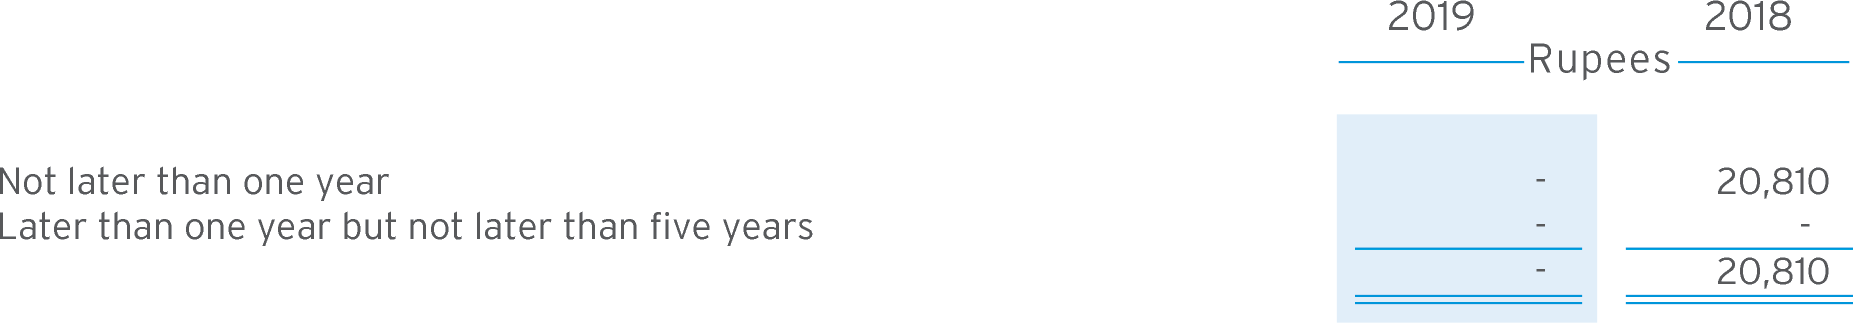 2019 2018
Rupees
Not later than one year - 20,810
Later than one year but not later than five years - -
- 20,810